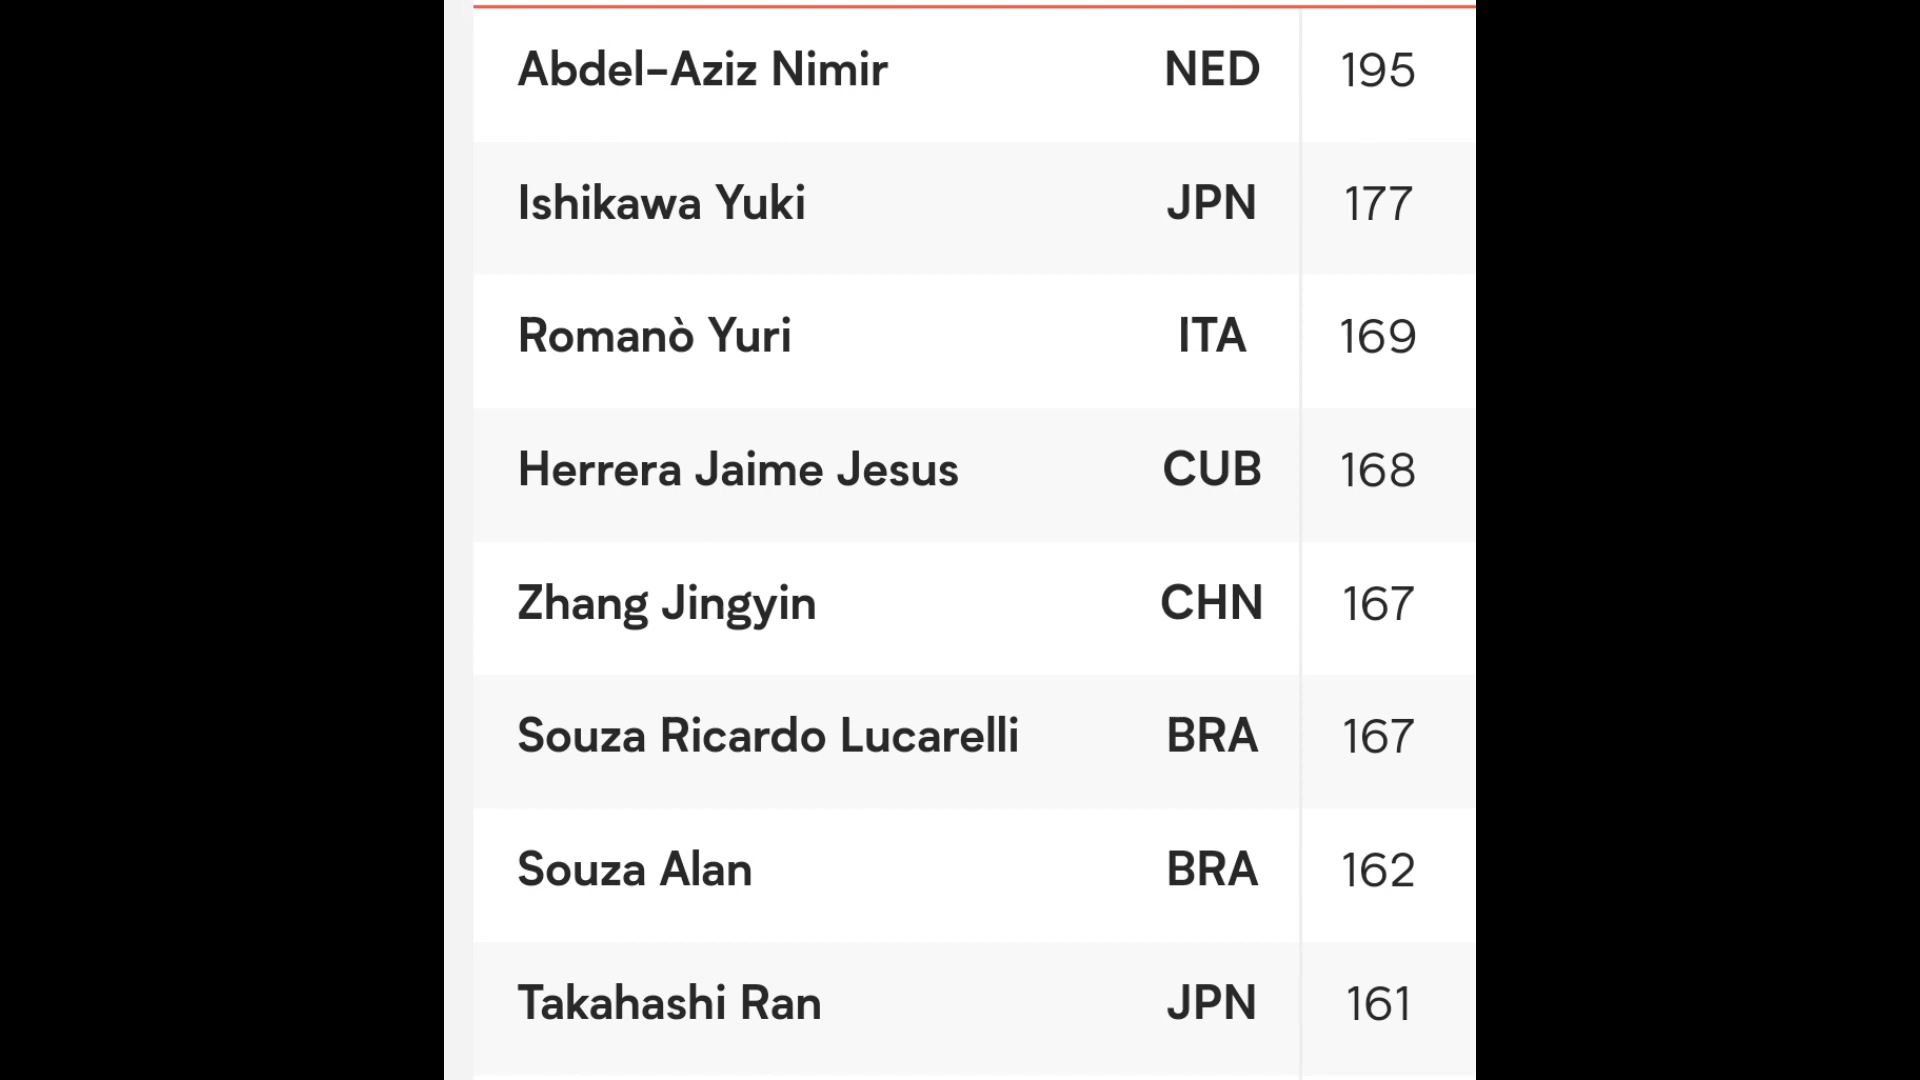 Abdel-Aziz Nimir NED 195
Ishikawa Yuki JPN 177
Romanò Yuri ITA 169
Herrera Jaime Jesus CUB 168
Zhang Jingyin CHN 167
Souza Ricardo Lucarelli BRA 167
Souza Alan BRA 162
Takahashi Ran JPN 161